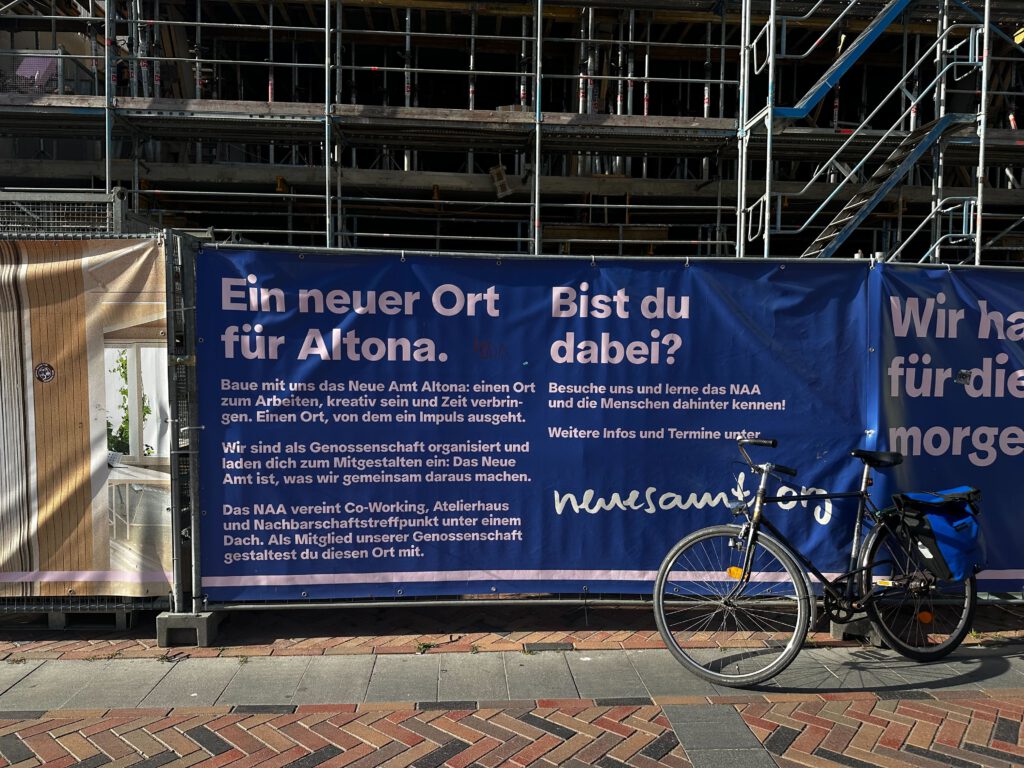 Ein neuer Ort
für Altona.
Baue mit uns das Neue Amt Altona: einen Ort
zum Arbeiten, kreativ sein und Zeit verbrin-
gen. Einen Ort, von dem ein Impuls ausgeht.
Wir sind als Genossenschaft organisiert und
laden dich zum Mitgestalten ein: Das Neue
Amt ist, was wir gemeinsam daraus machen.
Das NAA vereint Co-Working, Atelierhaus
und Nachbarschaftstreffpunkt unter einem
Dach. Als Mitglied unserer Genossenschaft
gestaltest du diesen Ort mit.
Bist du
dabei?
Besuche uns und lerne das NAA
und die Menschen dahinter kennen!
Weitere Infos und Termine unter
neuesamt.org
Wir ha
für die
morge